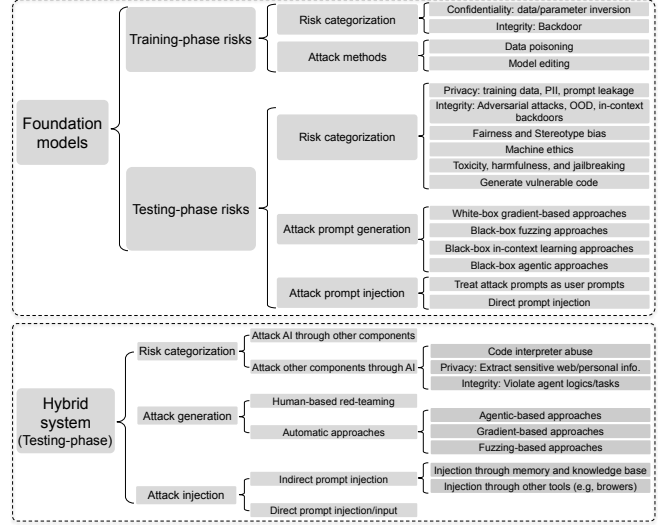 Foundation
models
Training-phase risks
Risk categorization
Confidentiality: data/parameter inversion
Integrity: Backdoor
Attack methods
Data poisoning
Model editing
Testing-phase risks
Risk categorization
Privacy: training data, PII, prompt leakage
Integrity: Adversarial attacks, OOD, in-context
backdoors
Fairness and Stereotype bias
Machine ethics
Toxicity, harmfulness, and jailbreaking
Generate vulnerable code
Attack prompt generation
White-box gradient-based approaches
Black-box fuzzing approaches
Black-box in-context learning approaches
Black-box agentic approaches
Attack prompt injection
Treat attack prompts as user prompts
Direct prompt injection
Hybrid
system
(Testing-phase)
Risk categorization
Attack AI through other components
Attack other components through AI
Code interpreter abuse
Privacy: Extract sensitive web/personal info.
Integrity: Violate agent logics/tasks
Attack generation
Human-based red-teaming
Automatic approaches
Agentic-based approaches
Gradient-based approaches
Fuzzing-based approaches
Attack injection
Indirect prompt injection
Injection through memory and knowledge base
Injection through other tools (e.g, browers)
Direct prompt injection/input